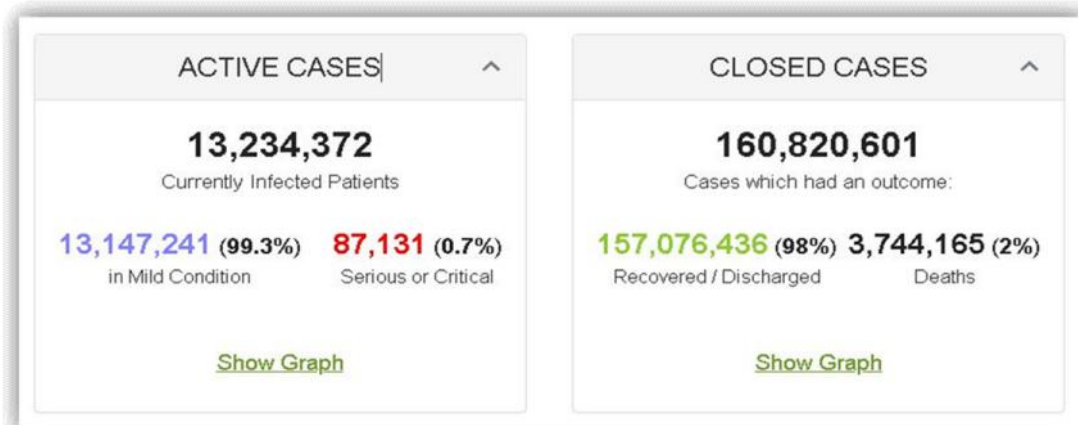 ACTIVE CASES
13,234,372
Currently Infected Patients
13,147,241 (99.3%) 87,131 (0.7%)
in Mild Condition Serious or Critical
Show Graph
CLOSED CASES
160,820,601
Cases which had an outcome:
157,076,436 (98%) 3,744,165 (2%)
Recovered / Discharged Deaths
Show Graph